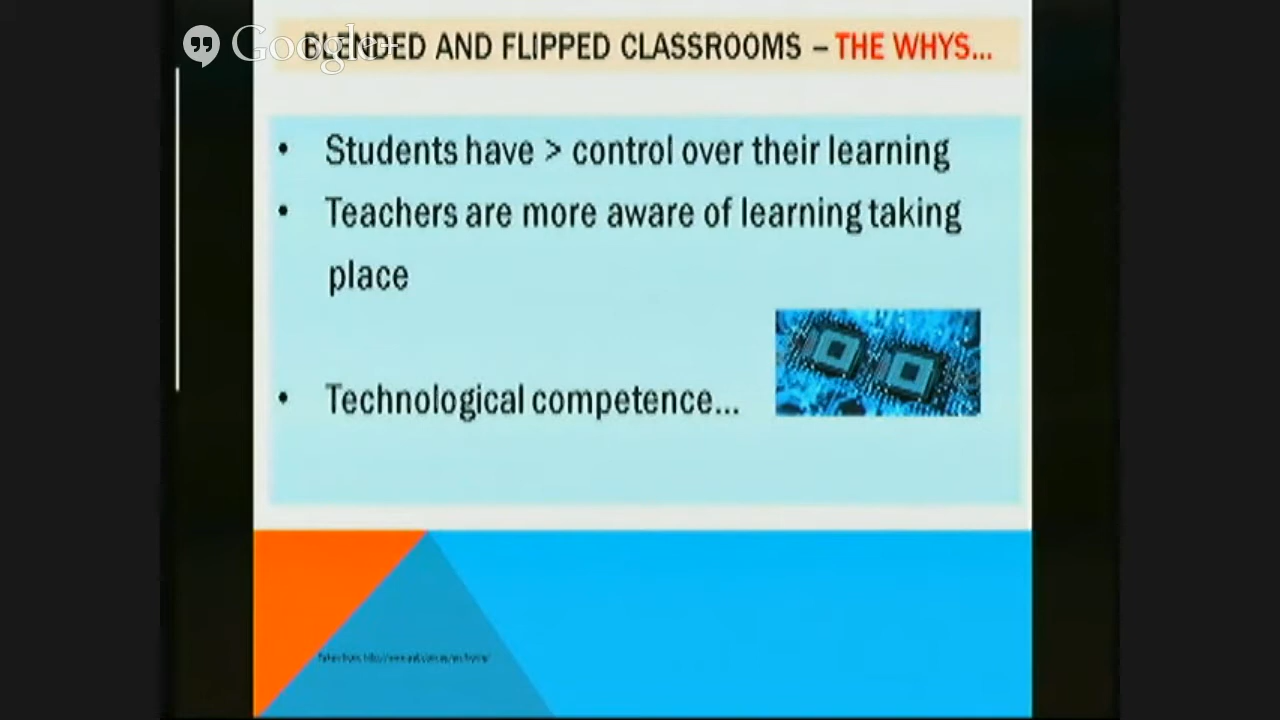 Google+
BLENDED AND FLIPPED CLASSROOMS – THE WHYS...
• Students have > control over their learning
• Teachers are more aware of learning taking
place
• Technological competence...